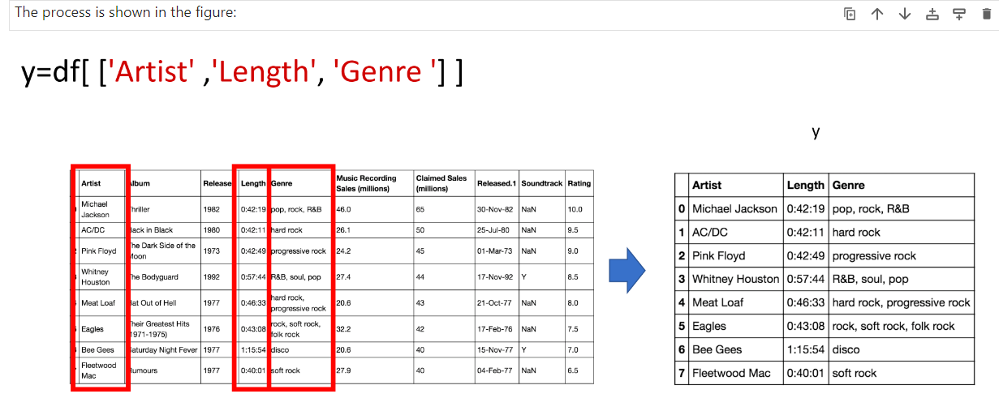 The process is shown in the figure:
y=df[ ['Artist' ,'Length', 'Genre '] ]
y
Artist Album Release Length Genre Music Recording Sales (millions) Claimed Sales (millions) Released.1 Soundtrack Rating
Michael Jackson hriller 1982 0:42:19 pop, rock, R&B 46.0 65 30-Nov-82 NaN 10.0
AC/DC ack in Black 1980 0:42:11 hard rock 26.1 50 25-Jul-80 NaN 9.5
Pink Floyd he Dark Side of the Moon 1973 0:42:49 progressive rock 24.2 45 01-Mar-73 NaN 9.0
Whitney Houston he Bodyguard 1992 0:57:44 R&B, soul, pop 27.4 44 17-Nov-92 Y 8.5
Meat Loaf at Out of Hell 1977 0:46:33 hard rock, progressive rock 20.6 43 21-Oct-77 NaN 8.0
Eagles heir Greatest Hits 1971-1975) 1976 0:43:08 rock, soft rock, folk rock 32.2 42 17-Feb-76 NaN 7.5
Bee Gees aturday Night Fever 1977 1:15:54 disco 20.6 40 15-Nov-77 Y 7.0
Fleetwood Mac umours 1977 0:40:01 soft rock 27.9 40 04-Feb-77 NaN 6.5
Artist Length Genre
0 Michael Jackson 0:42:19 pop, rock, R&B
1 AC/DC 0:42:11 hard rock
2 Pink Floyd 0:42:49 progressive rock
3 Whitney Houston 0:57:44 R&B, soul, pop
4 Meat Loaf 0:46:33 hard rock, progressive rock
5 Eagles 0:43:08 rock, soft rock, folk rock
6 Bee Gees 1:15:54 disco
7 Fleetwood Mac 0:40:01 soft rock